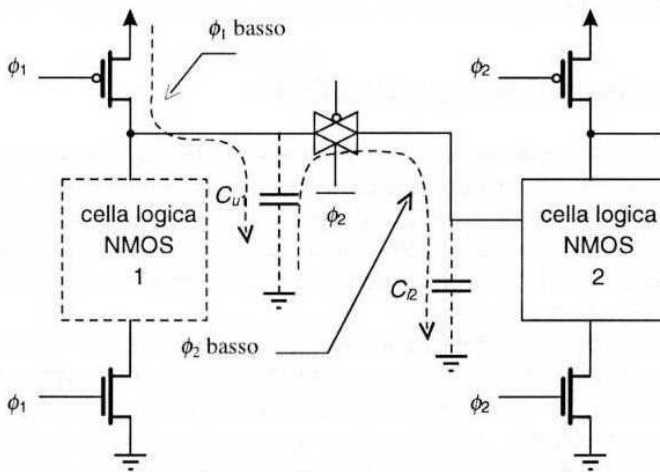 ϕ1 basso
ϕ1
ϕ2
cella logica
NMOS
1
Cu1
ϕ2
Ci2
cella logica
NMOS
2
ϕ2 basso
ϕ1
ϕ2